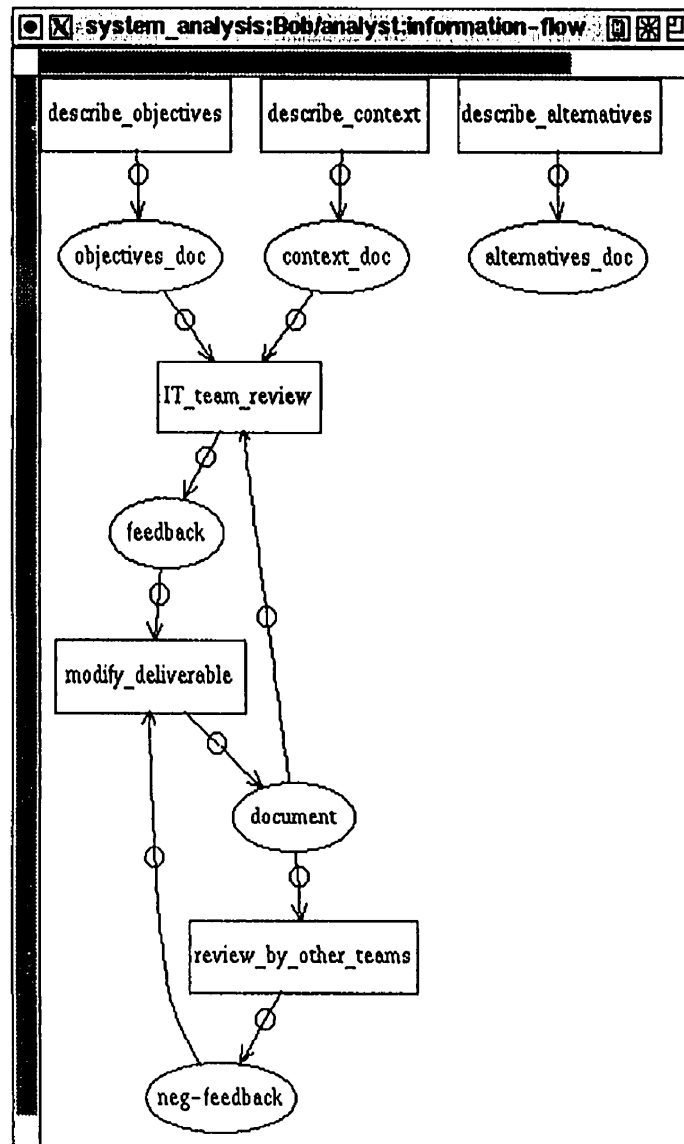 system_analysis:Bob/analyst:information-flow
describe_objectives
describe_context
describe_alternatives
objectives_doc
context_doc
alternatives_doc
IT_team_review
feedback
modify_deliverable
document
review_by_other_teams
neg-feedback